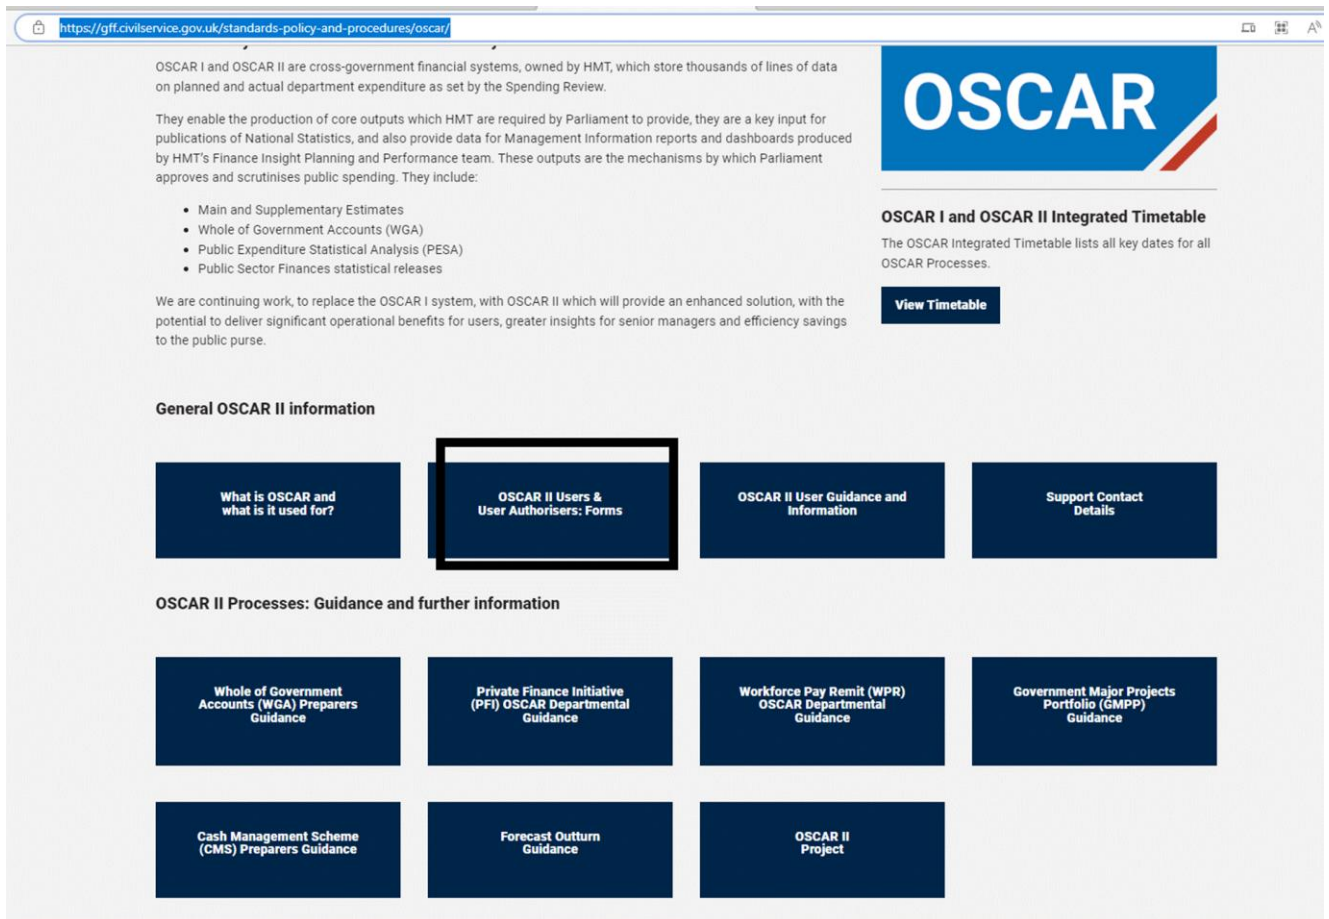 https://gff.civilservice.gov.uk/standards-policy-and-procedures/oscar/
OSCAR I and OSCAR II are cross-government financial systems, owned by HMT, which store thousands of lines of data
on planned and actual department expenditure as set by the Spending Review.
They enable the production of core outputs which HMT are required by Parliament to provide, they are a key input for
publications of National Statistics, and also provide data for Management Information reports and dashboards produced
by HMT's Finance Insight Planning and Performance team. These outputs are the mechanisms by which Parliament
approves and scrutinises public spending. They include:
• Main and Supplementary Estimates
• Whole of Government Accounts (WGA)
• Public Expenditure Statistical Analysis (PESA)
• Public Sector Finances statistical releases
We are continuing work, to replace the OSCAR I system, with OSCAR II which will provide an enhanced solution, with the
potential to deliver significant operational benefits for users, greater insights for senior managers and efficiency savings
to the public purse.
OSCAR
OSCAR I and OSCAR II Integrated Timetable
The OSCAR Integrated Timetable lists all key dates for all
OSCAR Processes.
View Timetable
General OSCAR II information
What is OSCAR and
what is it used for?
OSCAR II Users &
User Authorisers: Forms
OSCAR II User Guidance and
Information
Support Contact
Details
OSCAR II Processes: Guidance and further information
Whole of Government
Accounts (WGA) Preparers
Guidance
Private Finance Initiative
(PFI) OSCAR Departmental
Guidance
Workforce Pay Remit (WPR)
OSCAR Departmental
Guidance
Government Major Projects
Portfolio (GMPP)
Guidance
Cash Management Scheme
(CMS) Preparers Guidance
Forecast Outturn
Guidance
OSCAR II
Project